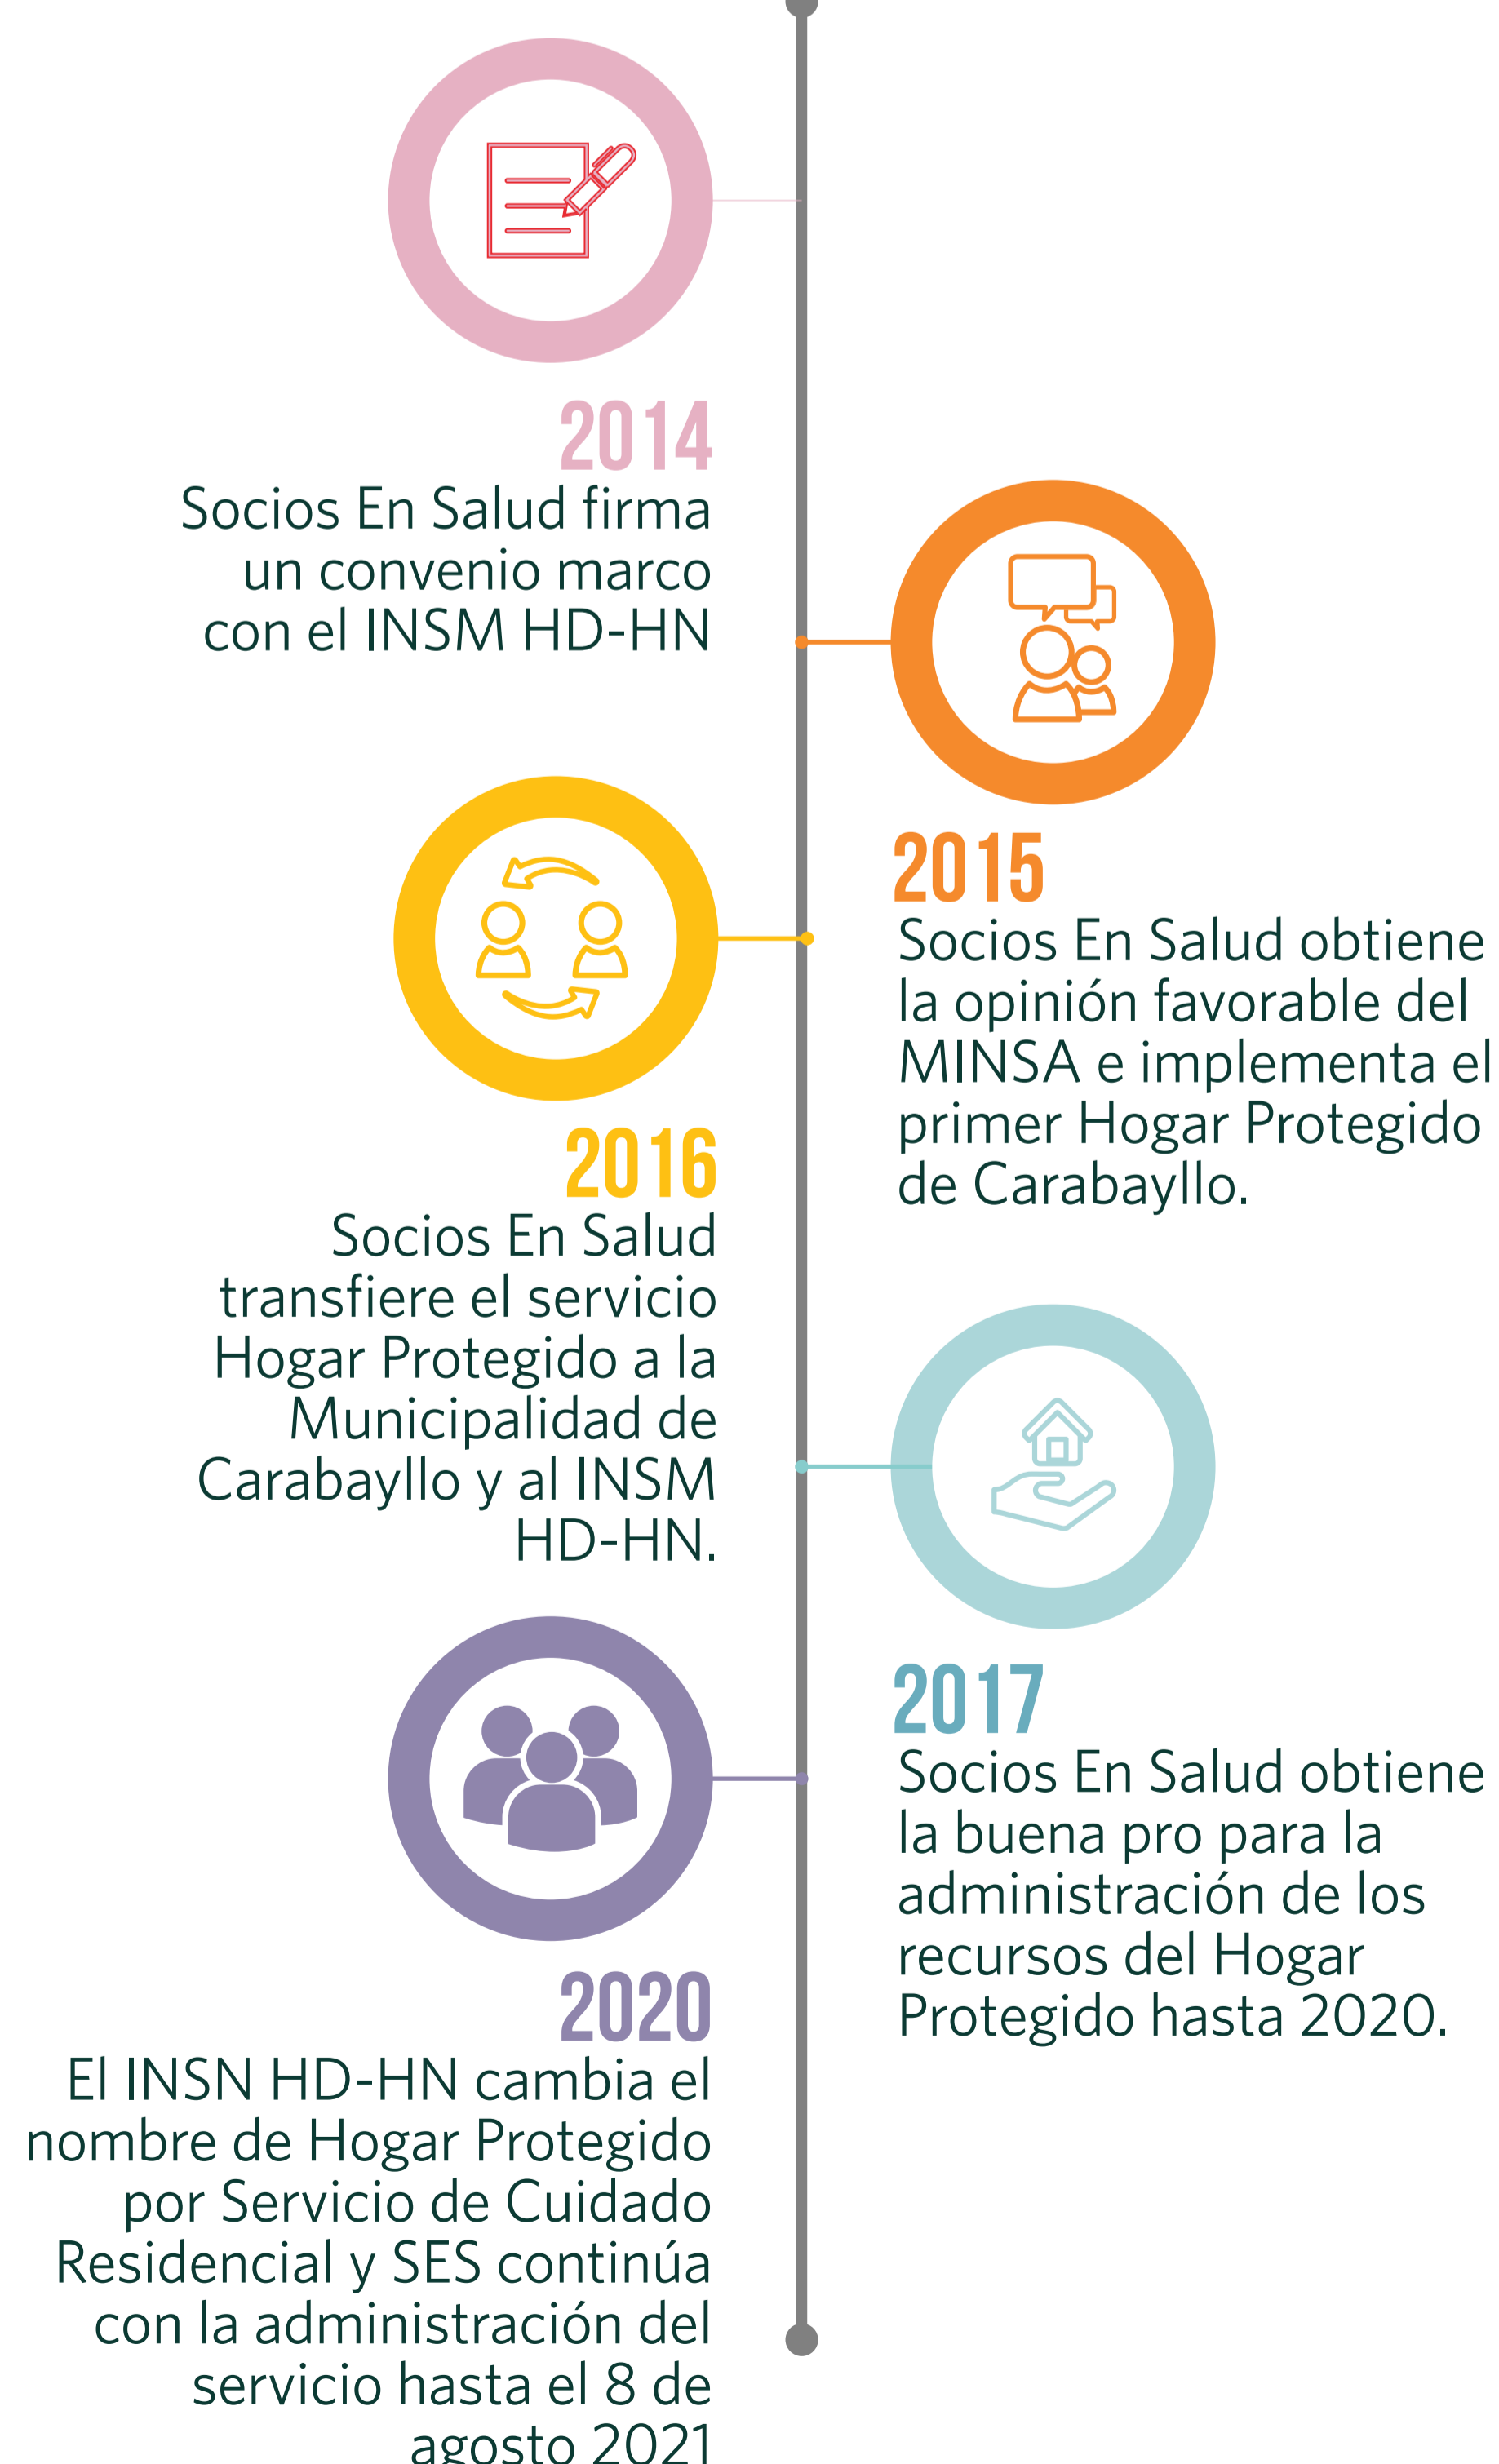 2014
Socios En Salud firma
un convenio marco
con el INSM HD-HN
2015
Socios En Salud obtiene
la opinión favorable del
MINSA e implementa el
primer Hogar Protegido
de Carabayllo.
2016
Socios En Salud
transfiere el servicio
Hogar Protegido a la
Municipalidad de
Carabayllo y al INSM
HD-HN.
2017
Socios En Salud obtiene
la buena pro para la
administración de los
recursos del Hogar
Protegido hasta 2020.
2020
El INSN HD-HN cambia el
nombre de Hogar Protegido
por Servicio de Cuidado
Residencial y SES continúa
con la administración del
servicio hasta el 8 de
agosto 2021